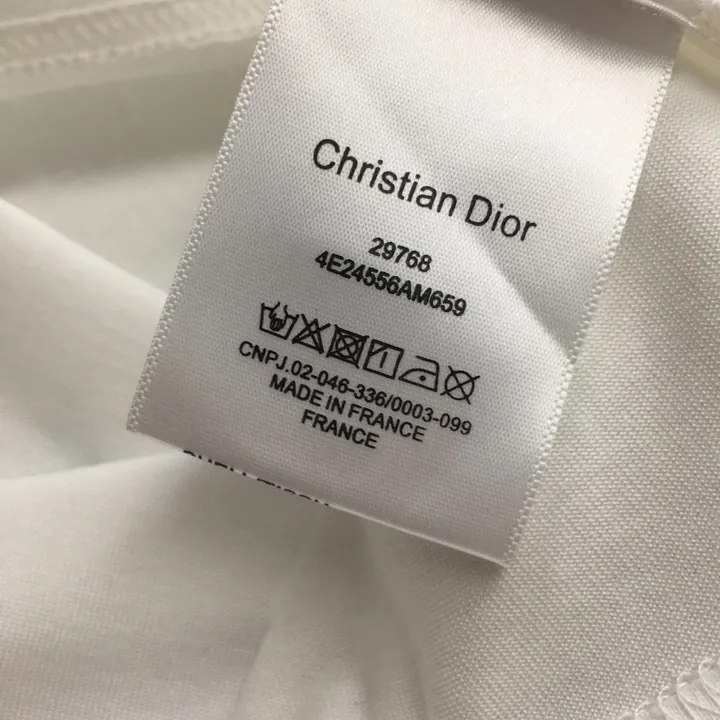 Christian Dior
29768
4E24556AM659
CNPJ.02-046-336/0003-099
MADE IN FRANCE
FRANCE